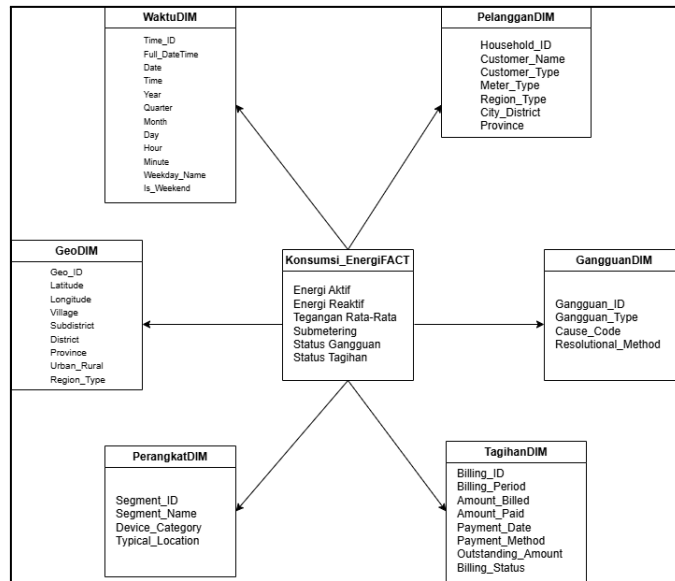 WaktuDIM
Time_ID
Full_DateTime
Date
Time
Year
Quarter
Month
Day
Hour
Minute
Weekday_Name
Is_Weekend
PelangganDIM
Household_ID
Customer_Name
Customer_Type
Meter_Type
Region_Type
City_District
Province
GeoDIM
Geo_ID
Latitude
Longitude
Village
Subdistrict
District
Province
Urban_Rural
Region_Type
Konsumsi_EnergiFACT
Energi Aktif
Energi Reaktif
Tegangan Rata-Rata
Submetering
Status Gangguan
Status Tagihan
GangguanDIM
Gangguan_ID
Gangguan_Type
Cause_Code
Resolutional_Method
PerangkatDIM
Segment_ID
Segment_Name
Device_Category
Typical_Location
TagihanDIM
Billing_ID
Billing_Period
Amount_Billed
Amount_Paid
Payment_Date
Payment_Method
Outstanding_Amount
Billing_Status